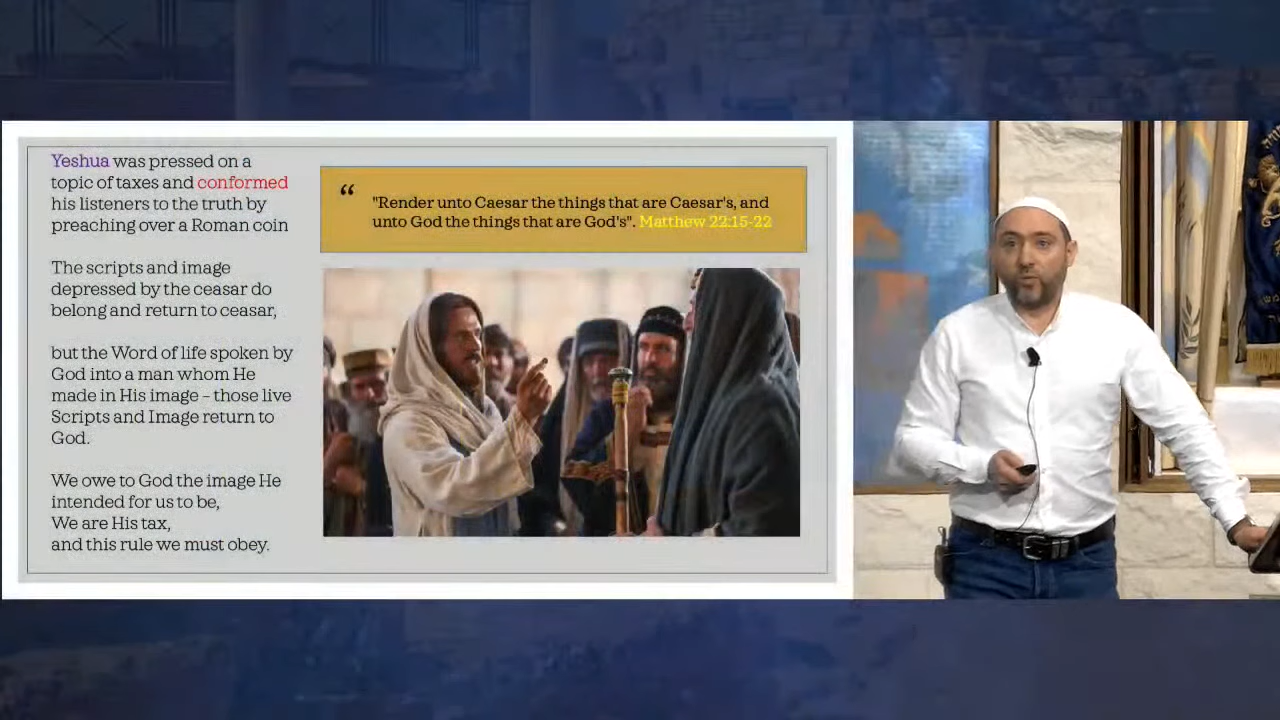 Yeshua was pressed on a
topic of taxes and conformed
his listeners to the truth by
preaching over a Roman coin
The scripts and image
depressed by the ceasar do
belong and return to ceasar,
but the Word of life spoken by
God into a man whom He
made in His image - those live
Scripts and Image return to
God.
We owe to God the image He
intended for us to be,
We are His tax,
and this rule we must obey.
“
"Render unto Caesar the things that are Caesar's, and
unto God the things that are God's". Matthew 22:15-22